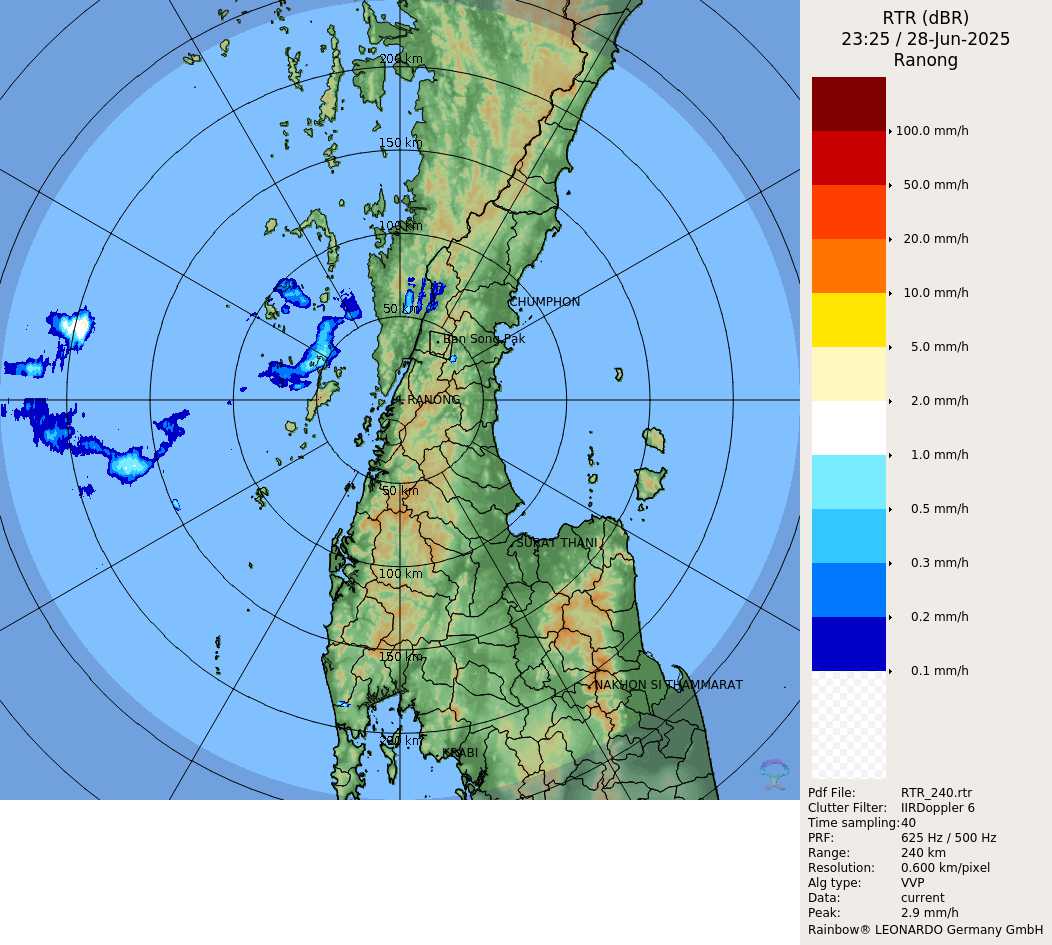 RTR (dBR)
23:25 / 28-Jun-2025
Ranong
200 km
150 km
100 km
50 km
CHUMPHON
Ban Song Pak
RANONG
50 km
SURAT THANI
100 km
150 km
NAKHON SI THAMMARAT
200 km
KRABI
100.0 mm/h
50.0 mm/h
20.0 mm/h
10.0 mm/h
5.0 mm/h
2.0 mm/h
1.0 mm/h
0.5 mm/h
0.3 mm/h
0.2 mm/h
0.1 mm/h
Pdf File: RTR_240.rtr
Clutter Filter: IIRDoppler 6
Time sampling:40
PRF: 625 Hz / 500 Hz
Range: 240 km
Resolution: 0.600 km/pixel
Alg type: VVP
Data: current
Peak: 2.9 mm/h
Rainbow® LEONARDO Germany GmbH